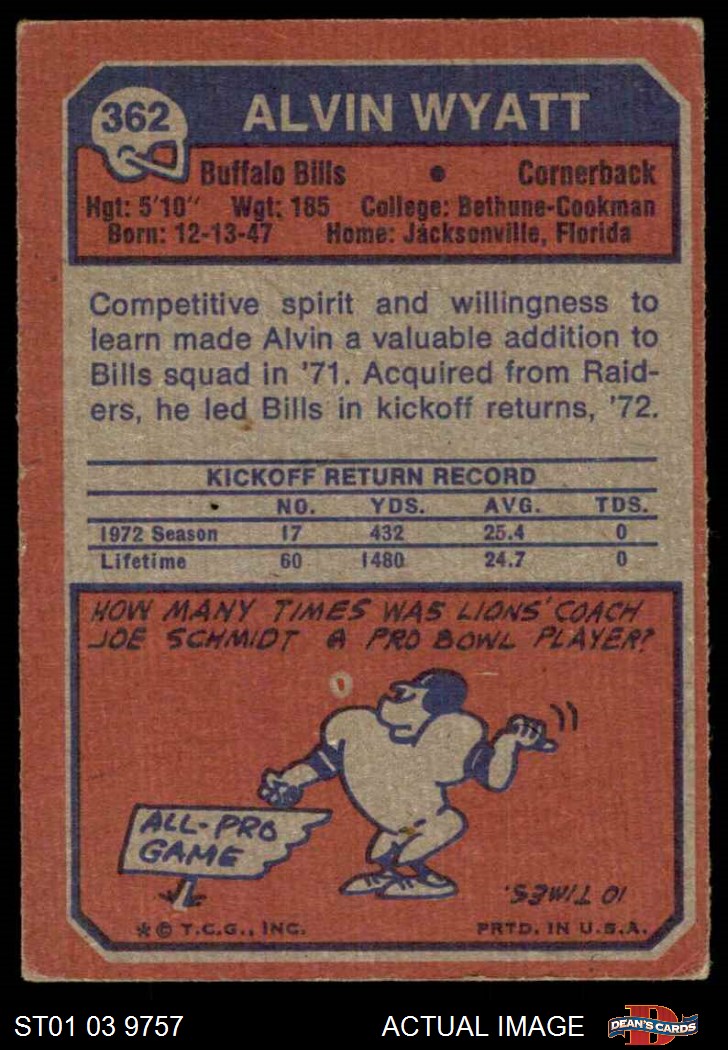 362
ALVIN WYATT
Buffalo Bills • Cornerback
Hgt: 5'10" Wgt: 185 College: Bethune-Cookman
Born: 12-13-47 Home: Jacksonville, Florida
Competitive spirit and willingness to
learn made Alvin a valuable addition to
Bills squad in '71. Acquired from Raid-
ers, he led Bills in kickoff returns, '72.
KICKOFF RETURN RECORD
NO. YDS. AVG. TDS.
1972 Season 17 432 25.4 0
Lifetime 60 1480 24.7 0
HOW MANY TIMES WAS LIONS' COACH
JOE SCHMIDT A PRO BOWL PLAYER?
ALL-PRO
GAME
10 TIMES.
* © T.C.G., INC. PRTD. IN U.S.A.
ST01 03 9757 ACTUAL IMAGE D DEAN'S CARDS